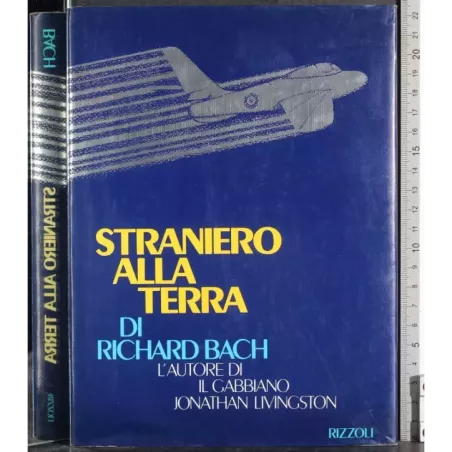 STRANIERO
ALLA
TERRA
DI
RICHARD BACH
L'AUTORE DI
IL GABBIANO
JONATHAN LIVINGSTON
RIZZOLI
BACH
STRANIERO ALLA TERRA
RIZZOLI